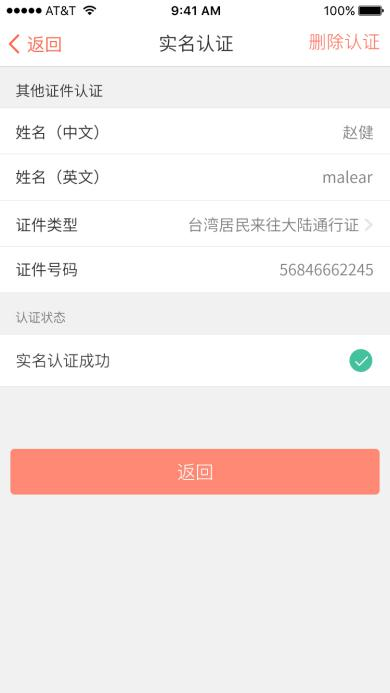 AT&T 9:41 AM 100%
返回 实名认证 删除认证
其他证件认证
姓名（中文） 赵健
姓名（英文） malear
证件类型 台湾居民来往大陆通行证
证件号码 56846662245
认证状态
实名认证成功
返回